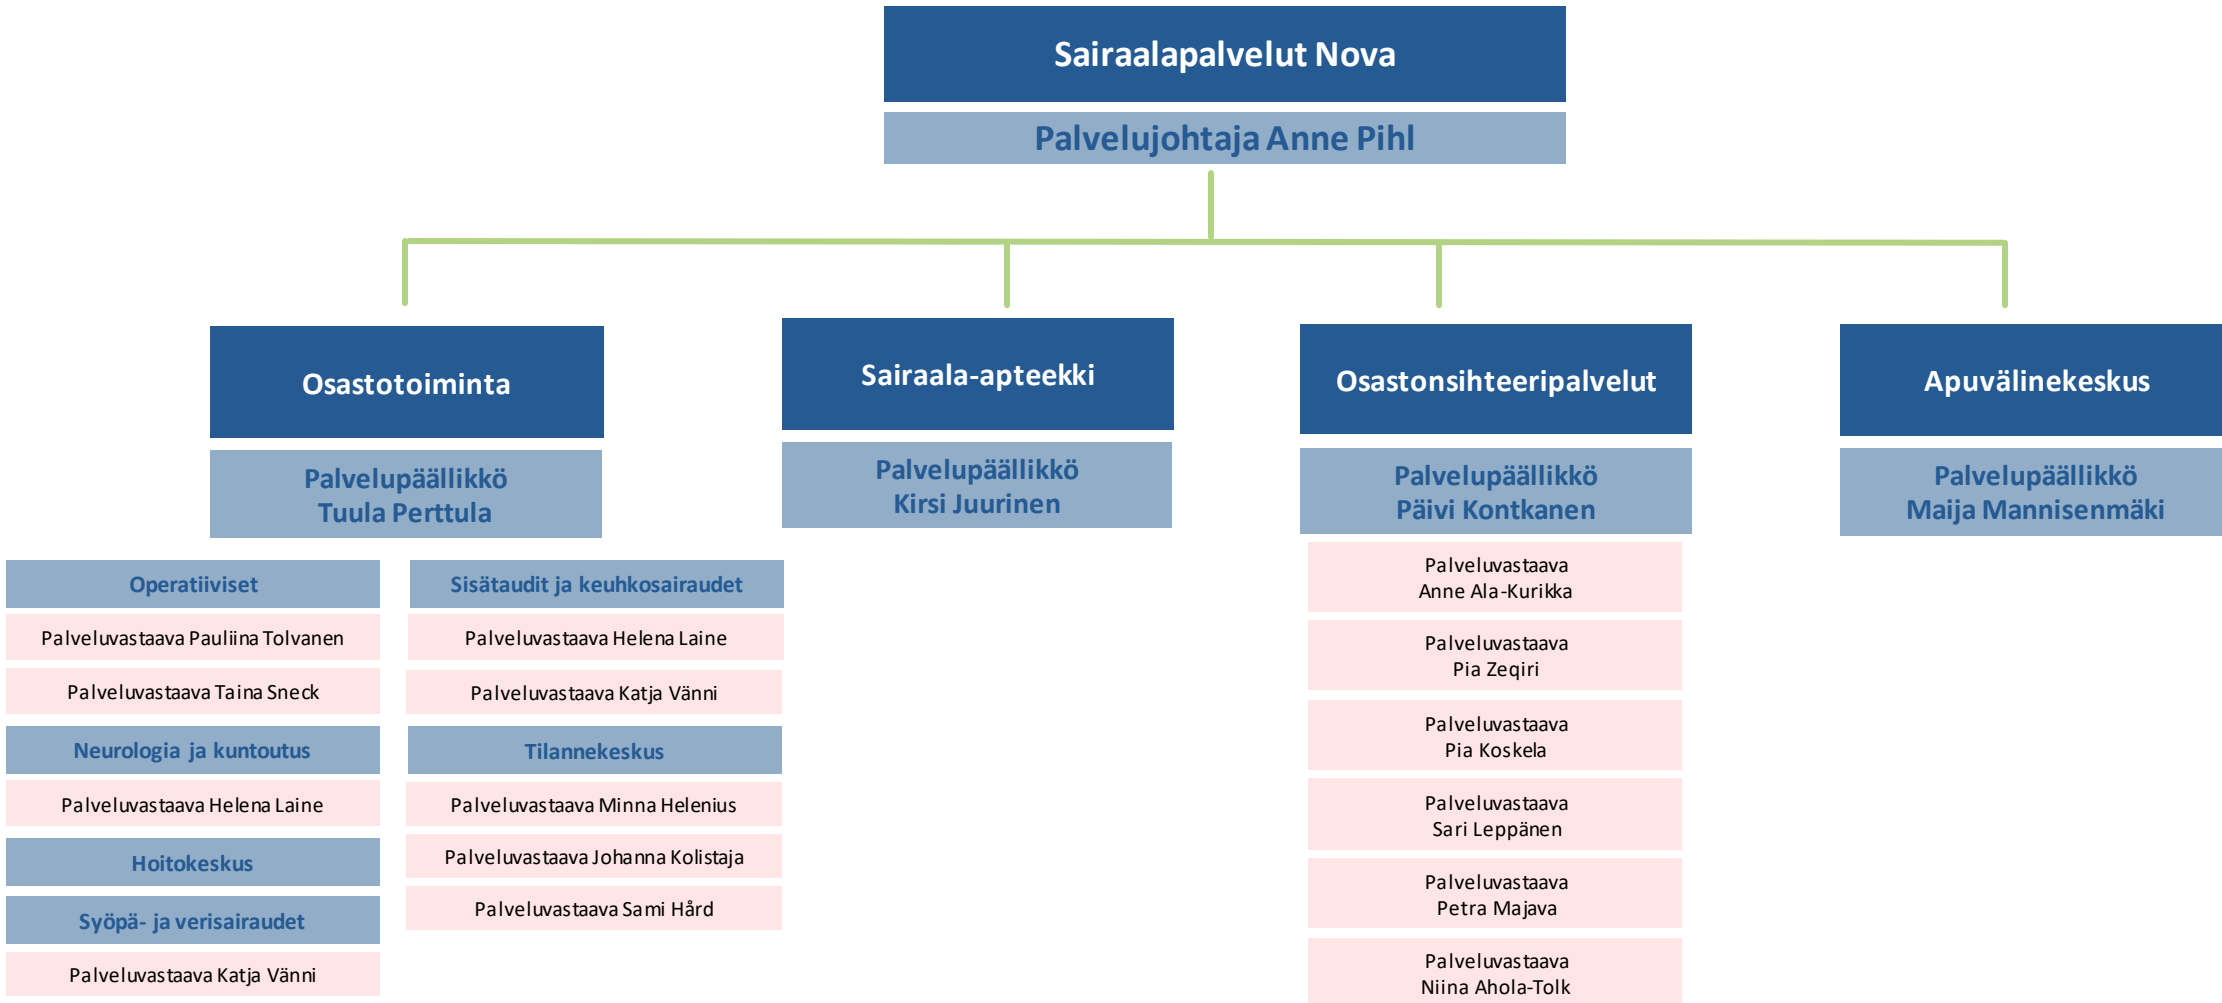 Sairaalapalvelut Nova
Palvelujohtaja Anne Pihl
Osastotoiminta
Palvelupäällikkö
Tuula Perttula
Operatiiviset
Palveluvastaava Pauliina Tolvanen
Palveluvastaava Taina Sneck
Neurologia ja kuntoutus
Palveluvastaava Helena Laine
Hoitokeskus
Syöpä- ja verisairaudet
Palveluvastaava Katja Vänni
Sisätaudit ja keuhkosairaudet
Palveluvastaava Helena Laine
Palveluvastaava Katja Vänni
Tilannekeskus
Palveluvastaava Minna Helenius
Palveluvastaava Johanna Kolistaja
Palveluvastaava Sami Hård
Sairaala-apteekki
Palvelupäällikkö
Kirsi Juurinen
Osastonsihteeripalvelut
Palvelupäällikkö
Päivi Kontkanen
Palveluvastaava
Anne Ala-Kurikka
Palveluvastaava
Pia Zeqiri
Palveluvastaava
Pia Koskela
Palveluvastaava
Sari Leppänen
Palveluvastaava
Petra Majava
Palveluvastaava
Niina Ahola-Tolk
Apuvälinekeskus
Palvelupäällikkö
Maija Mannisenmäki